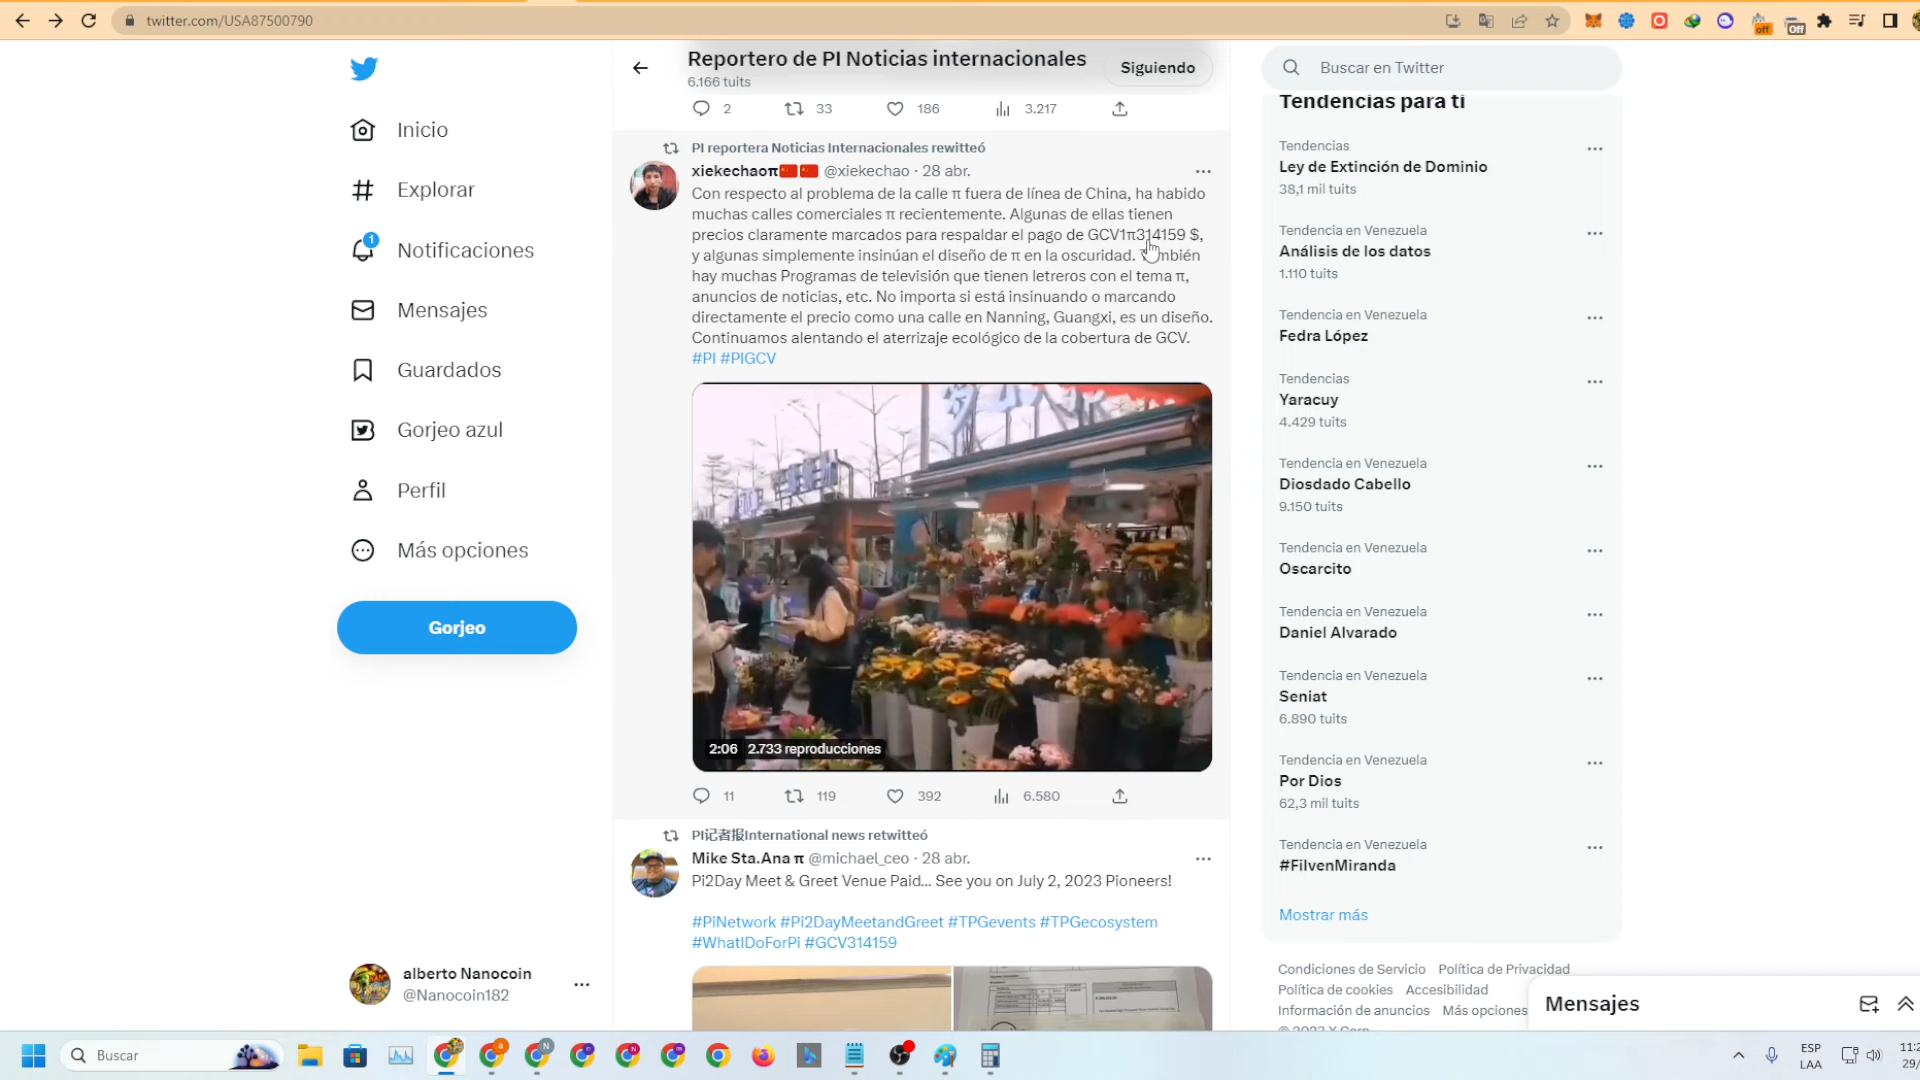 twitter.com/USA87500790
off
Off
Inicio
Explorar
1
Notificaciones
Mensajes
Guardados
Gorjeo azul
Perfil
Más opciones
Gorjeo
alberto Nanocoin
@Nanocoin182
Reportero de PI Noticias internacionales
6.166 tuits
Siguiendo
2 33 186 3.217
PI reportera Noticias Internacionales rewitteó
xiekechaoπ🇨🇳🇨🇳 @xiekechao · 28 abr.
Con respecto al problema de la calle π fuera de línea de China, ha habido
muchas calles comerciales π recientemente. Algunas de ellas tienen
precios claramente marcados para respaldar el pago de GCV1π314159 $,
y algunas simplemente insinúan el diseño de π en la oscuridad. También
hay muchas Programas de televisión que tienen letreros con el tema π,
anuncios de noticias, etc. No importa si está insinuando o marcando
directamente el precio como una calle en Nanning, Guangxi, es un diseño.
Continuamos alentando el aterrizaje ecológico de la cobertura de GCV.
#PI #PIGCV
2:06 2.733 reproducciones
11 119 392 6.580
PI记者报International news retwitteó
Mike Sta.Ana π @michael_ceo · 28 abr.
Pi2Day Meet & Greet Venue Paid... See you on July 2, 2023 Pioneers!
#PiNetwork #Pi2DayMeetandGreet #TPGevents #TPGecosystem
#WhatIDoForPi #GCV314159
Buscar en Twitter
Tendencias para ti
Tendencias
Ley de Extinción de Dominio
38,1 mil tuits
Tendencia en Venezuela
Análisis de los datos
1.110 tuits
Tendencia en Venezuela
Fedra López
Tendencias
Yaracuy
4.429 tuits
Tendencia en Venezuela
Diosdado Cabello
9.150 tuits
Tendencia en Venezuela
Oscarcito
Tendencia en Venezuela
Daniel Alvarado
Tendencia en Venezuela
Seniat
6.890 tuits
Tendencia en Venezuela
Por Dios
62,3 mil tuits
Tendencia en Venezuela
#FilvenMiranda
Mostrar más
Condiciones de Servicio Política de Privacidad
Política de cookies Accesibilidad
Información de anuncios Más opciones
© 2023 X Corp.
Mensajes
Buscar
ESP
LAA
11:2
29/